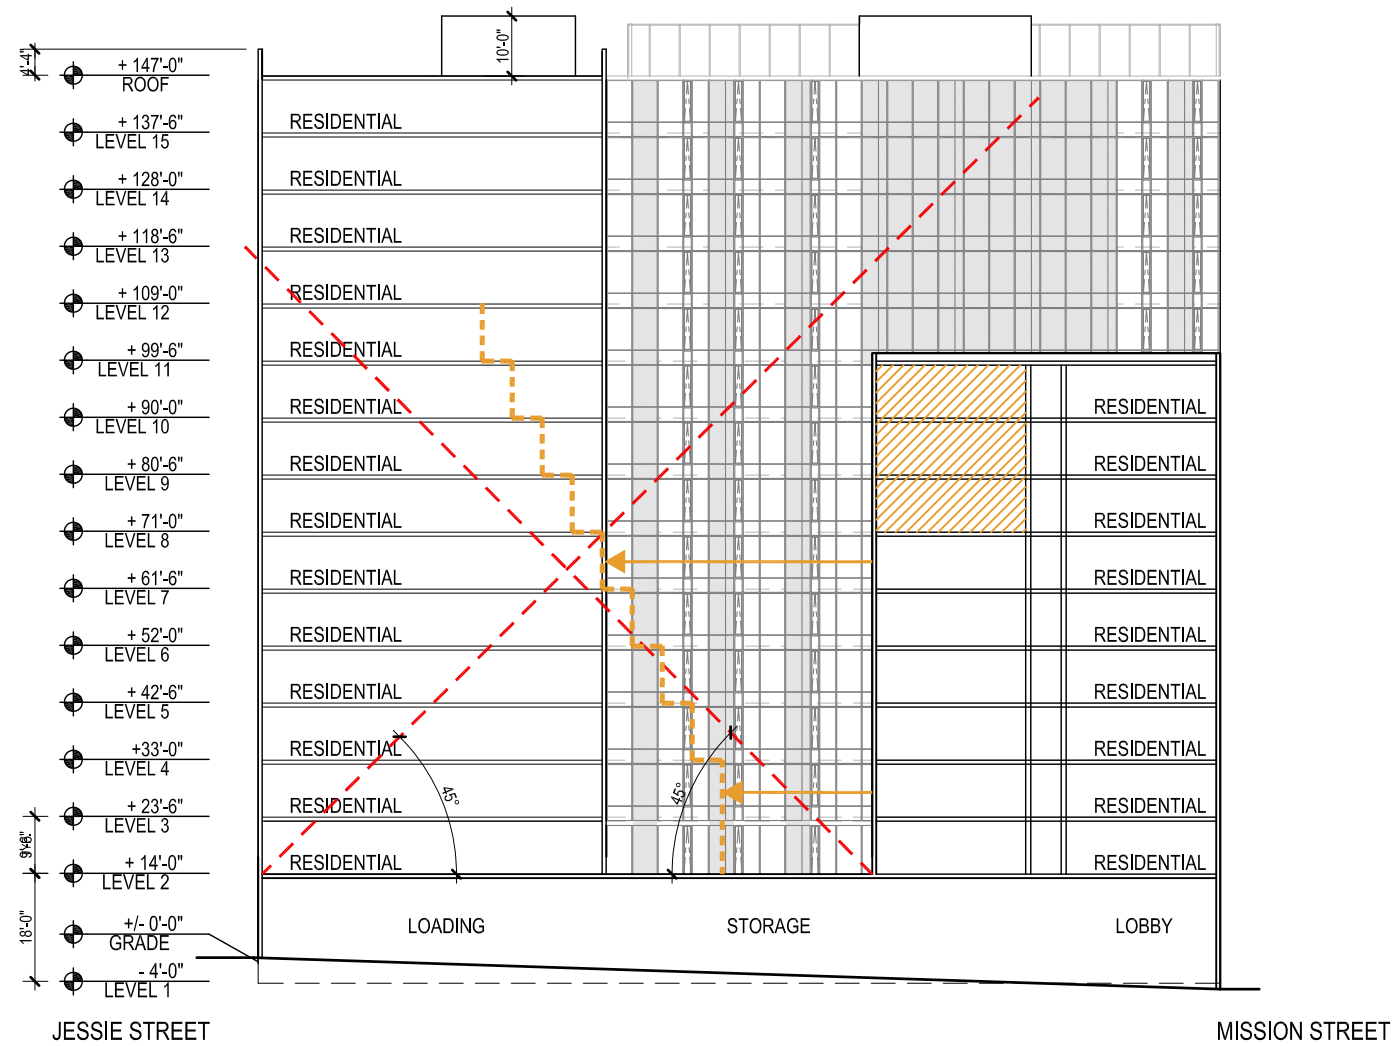 10'-0"
4'-4"
+ 147'-0"
ROOF
+ 137'-6"
LEVEL 15
RESIDENTIAL
+ 128'-0"
LEVEL 14
RESIDENTIAL
+ 118'-6"
LEVEL 13
RESIDENTIAL
+ 109'-0"
LEVEL 12
RESIDENTIAL
+ 99'-6"
LEVEL 11
RESIDENTIAL
+ 90'-0"
LEVEL 10
RESIDENTIAL
RESIDENTIAL
+ 80'-6"
LEVEL 9
RESIDENTIAL
RESIDENTIAL
+ 71'-0"
LEVEL 8
RESIDENTIAL
RESIDENTIAL
+ 61'-6"
LEVEL 7
RESIDENTIAL
RESIDENTIAL
+ 52'-0"
LEVEL 6
RESIDENTIAL
RESIDENTIAL
+ 42'-6"
LEVEL 5
RESIDENTIAL
RESIDENTIAL
+33'-0"
LEVEL 4
RESIDENTIAL
RESIDENTIAL
45°
45°
+ 23'-6"
LEVEL 3
RESIDENTIAL
RESIDENTIAL
+ 14'-0"
LEVEL 2
RESIDENTIAL
RESIDENTIAL
18'-0"
+/- 0'-0"
GRADE
LOADING
STORAGE
LOBBY
- 4'-0"
LEVEL 1
JESSIE STREET
MISSION STREET